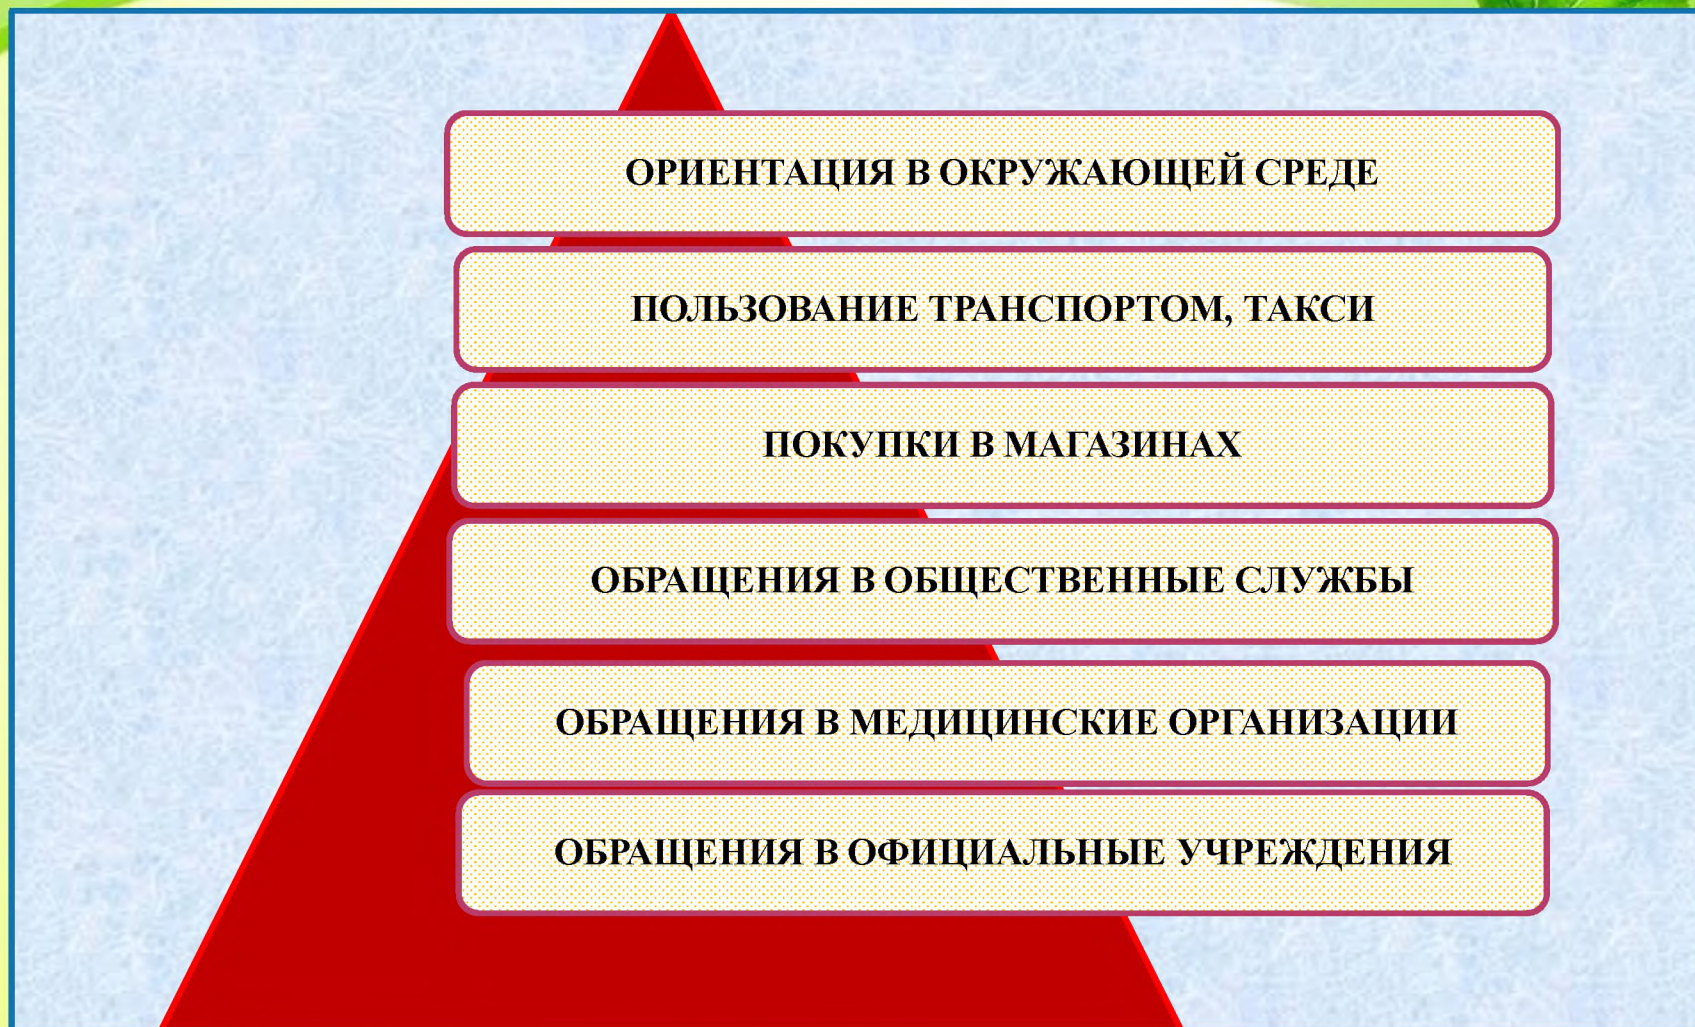 ОРИЕНТАЦИЯ В ОКРУЖАЮЩЕЙ СРЕДЕ
ПОЛЬЗОВАНИЕ ТРАНСПОРТОМ, ТАКСИ
ПОКУПКИ В МАГАЗИНАХ
ОБРАЩЕНИЯ В ОБЩЕСТВЕННЫЕ СЛУЖБЫ
ОБРАЩЕНИЯ В МЕДИЦИНСКИЕ ОРГАНИЗАЦИИ
ОБРАЩЕНИЯ В ОФИЦИАЛЬНЫЕ УЧРЕЖДЕНИЯ